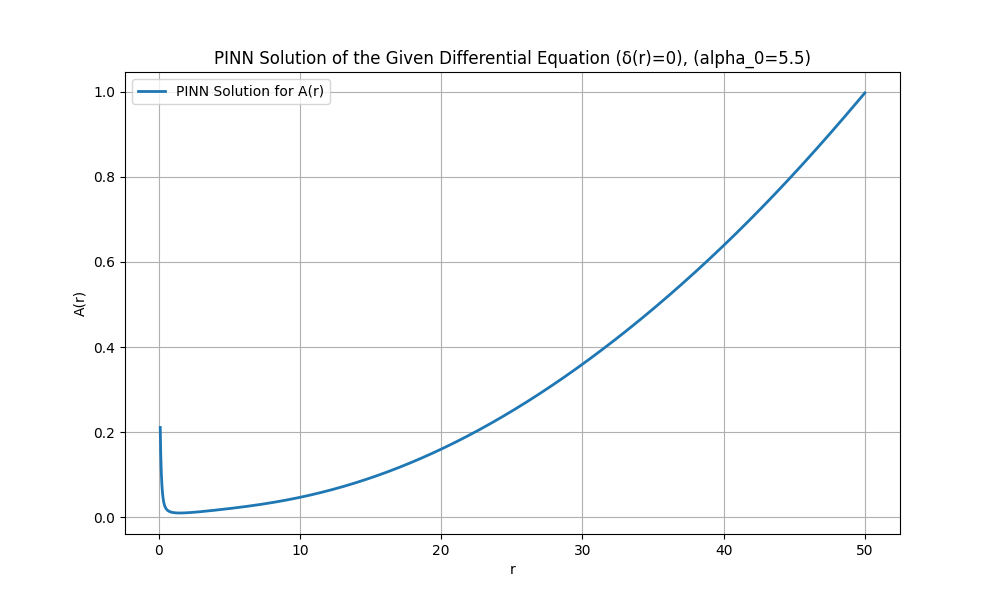 PINN Solution of the Given Differential Equation (δ(r)=0), (alpha_0=5.5)
PINN Solution for A(r)
A(r)
1.0
0.8
0.6
0.4
0.2
0.0
0 10 20 30 40 50
r